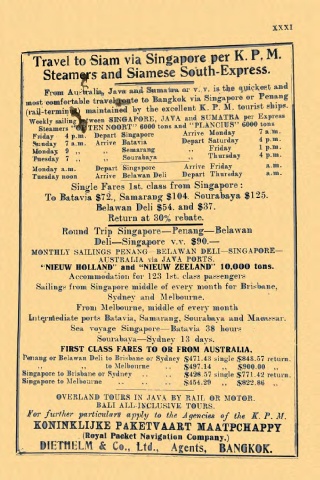 XXXI
Travel to Siam via Singapore per K. P. M.
Steamers and Siamese South-Express.
From Australia, Java and Sumatra or v. v. is the quickest and
most comfortable travel route to Bangkok via Singapore or Penang
(rail-terminus) maintained by the excellent K. P. M. tourist ships.
Weekly sailing between SINGAPORE, JAVA and SUMATRA per Express
Steamers "OP TEN NOORT" 6000 tons and "PLANCIUS" 6000 tons
Friday 4 p.m. Depart Singapore Arrive Monday 7 a.m.
Sunday 7 a.m. Arrive Batavia Depart Saturday 4 p.m.
Monday 9 " " Semarang " Friday 1 p.m.
Tuesday 7 " " Sourabaya " Thursday 4 p.m.
Monday a.m. Depart Singapore Arrive Friday a.m.
Tuesday noon Arrive Belawan Deli Depart Thursday
Single Fares 1st. class from Singapore:
To Batavia $72., Samarang $104. Sourabaya $125.
Belawan Deli $54. and $37.
Return at 30% rebate.
Round Trip Singapore—Penang—Belawan
Deli—Singapore v.v. $90.—
MONTHLY SAILINGS PENANG—BELAWAN DELI—SINGAPORE—
AUSTRALIA via JAVA PORTS.
"NIEUW HOLLAND" and "NIEUW ZEELAND" 10,000 tons.
Accommodation for 123 1st. class passengers
Sailings from Singapore middle of every month for Brisbane,
Sydney and Melbourne.
From Melbourne, middle of every month
Intermediate ports Batavia, Samarang, Sourabaya and Macassar.
Sea voyage Singapore—Batavia 38 hours
Sourabaya—Sydney 13 days.
FIRST CLASS FARES TO OR FROM AUSTRALIA.
Penang or Belawan Deli to Brisbane or Sydney $471.43 single $848.57 return.
" " " to Melbourne " $497.14 " $900.00 "
Singapore to Brisbane or Sydney " " $428.57 single $771.42 return.
Singapore to Melbourne " " $454.29 " $822.86 "
OVERLAND TOURS IN JAVA BY RAIL OR MOTOR.
BALI ALL-INCLUSIVE TOURS.
For further particulars apply to the Agencies of the K. P. M.
KONINKLIJKE PAKETVAART MAATPCHAPPY
(Royal Packet Navigation Company.)
DIETHELM & Co., Ltd., Agents, BANGKOK.